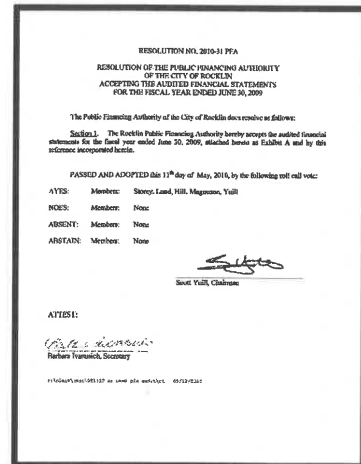 RESOLUTION NO. 2010-31 PFA
RESOLUTION OF THE PUBLIC FINANCING AUTHORITY
OF THE CITY OF ROCKLIN
ACCEPTING THE AUDITED FINANCIAL STATEMENTS
FOR THE FISCAL YEAR ENDED JUNE 30, 2009
The Public Financing Authority of the City of Rocklin does resolve as follows:
Section 1. The Rocklin Public Financing Authority hereby accepts the audited financial
statements for the fiscal year ended June 30, 2009, attached hereto as Exhibit A and by this
reference incorporated herein.
PASSED AND ADOPTED this 11th day of May, 2010, by the following roll call vote:
AYES: Members: Storey, Lund, Hill, Magnuson, Yuill
NOES: Members: None
ABSENT: Members: None
ABSTAIN: Members: None
Scott Yuill, Chairman
ATTEST:
Barbara Ivanusich, Secretary